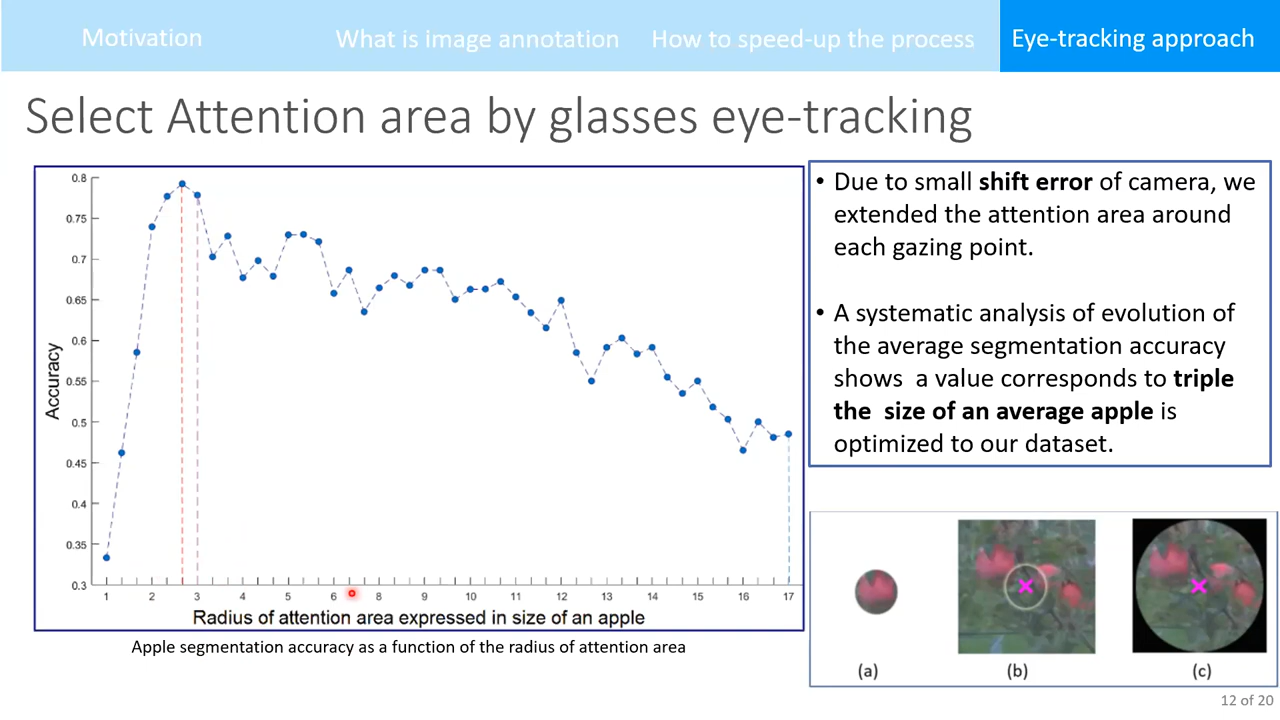 Motivation
What is image annotation
How to speed-up the process
Eye-tracking approach
Select Attention area by glasses eye-tracking
0.8
0.75
0.7
0.65
0.6
0.55
0.5
0.45
0.4
0.35
0.3
Accuracy
1 2 3 4 5 6 7 8 9 10 11 12 13 14 15 16 17
Radius of attention area expressed in size of an apple
Apple segmentation accuracy as a function of the radius of attention area
• Due to small shift error of camera, we
extended the attention area around
each gazing point.
• A systematic analysis of evolution of
the average segmentation accuracy
shows a value corresponds to triple
the size of an average apple is
optimized to our dataset.
(a) (b) (c)
12 of 20